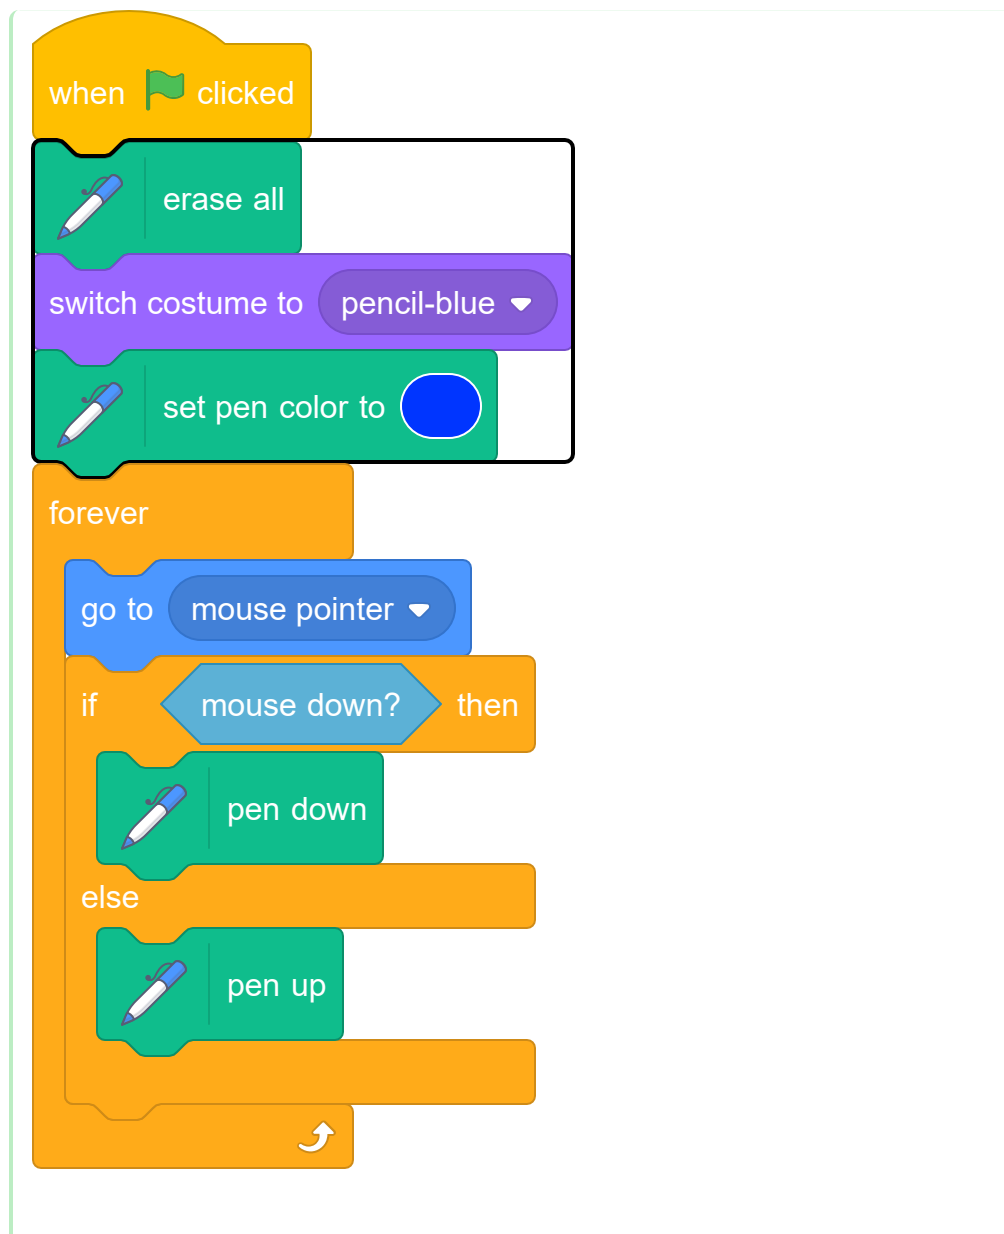 when clicked
erase all
switch costume to pencil-blue
set pen color to
forever
go to mouse pointer
if mouse down? then
pen down
else
pen up